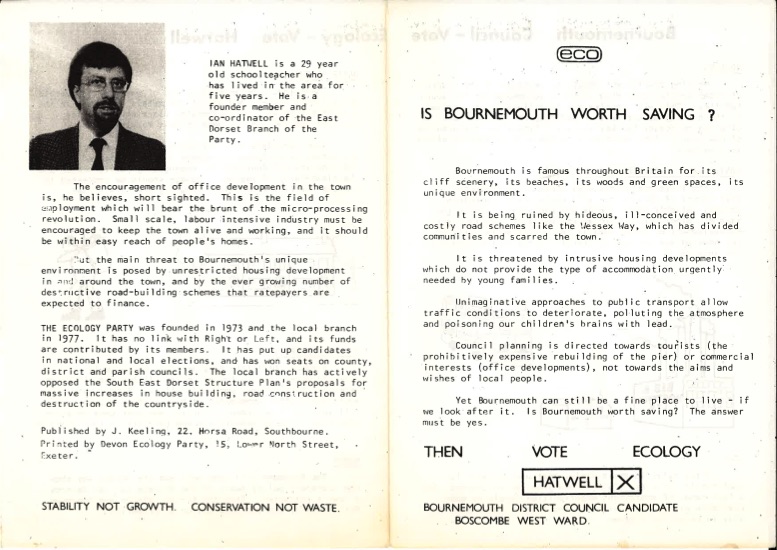 IAN HATWELL is a 29 year
old schoolteacher who
has lived in the area for
five years. He is a
founder member and
co-ordinator of the East
Dorset Branch of the
Party.
The encouragement of office development in the town
is, he believes, short sighted. This is the field of
employment which will bear the brunt of the micro-processing
revolution. Small scale, labour intensive industry must be
encouraged to keep the town alive and working, and it should
be within easy reach of people's homes.
But the main threat to Bournemouth's unique
environment is posed by unrestricted housing development
in and around the town, and by the ever growing number of
destructive road-building schemes that ratepayers are
expected to finance.
THE ECOLOGY PARTY was founded in 1973 and the local branch
in 1977. It has no link with Right or Left, and its funds
are contributed by its members. It has put up candidates
in national and local elections, and has won seats on county,
district and parish councils. The local branch has actively
opposed the South East Dorset Structure Plan's proposals for
massive increases in house building, road construction and
destruction of the countryside.
Published by J. Keeling, 22, Horsa Road, Southbourne.
Printed by Devon Ecology Party, 15, Lower North Street,
Exeter.
STABILITY NOT GROWTH. CONSERVATION NOT WASTE.
eco
IS BOURNEMOUTH WORTH SAVING ?
Bournemouth is famous throughout Britain for its
cliff scenery, its beaches, its woods and green spaces, its
unique environment.
It is being ruined by hideous, ill-conceived and
costly road schemes like the Wessex Way, which has divided
communities and scarred the town.
It is threatened by intrusive housing developments
which do not provide the type of accommodation urgently
needed by young families.
Unimaginative approaches to public transport allow
traffic conditions to deteriorate, polluting the atmosphere
and poisoning our children's brains with lead.
Council planning is directed towards tourists (the
prohibitively expensive rebuilding of the pier) or commercial
interests (office developments), not towards the aims and
wishes of local people.
Yet Bournemouth can still be a fine place to live - if
we look after it. Is Bournemouth worth saving? The answer
must be yes.
THEN VOTE ECOLOGY
HATWELL X
BOURNEMOUTH DISTRICT COUNCIL CANDIDATE
BOSCOMBE WEST WARD.